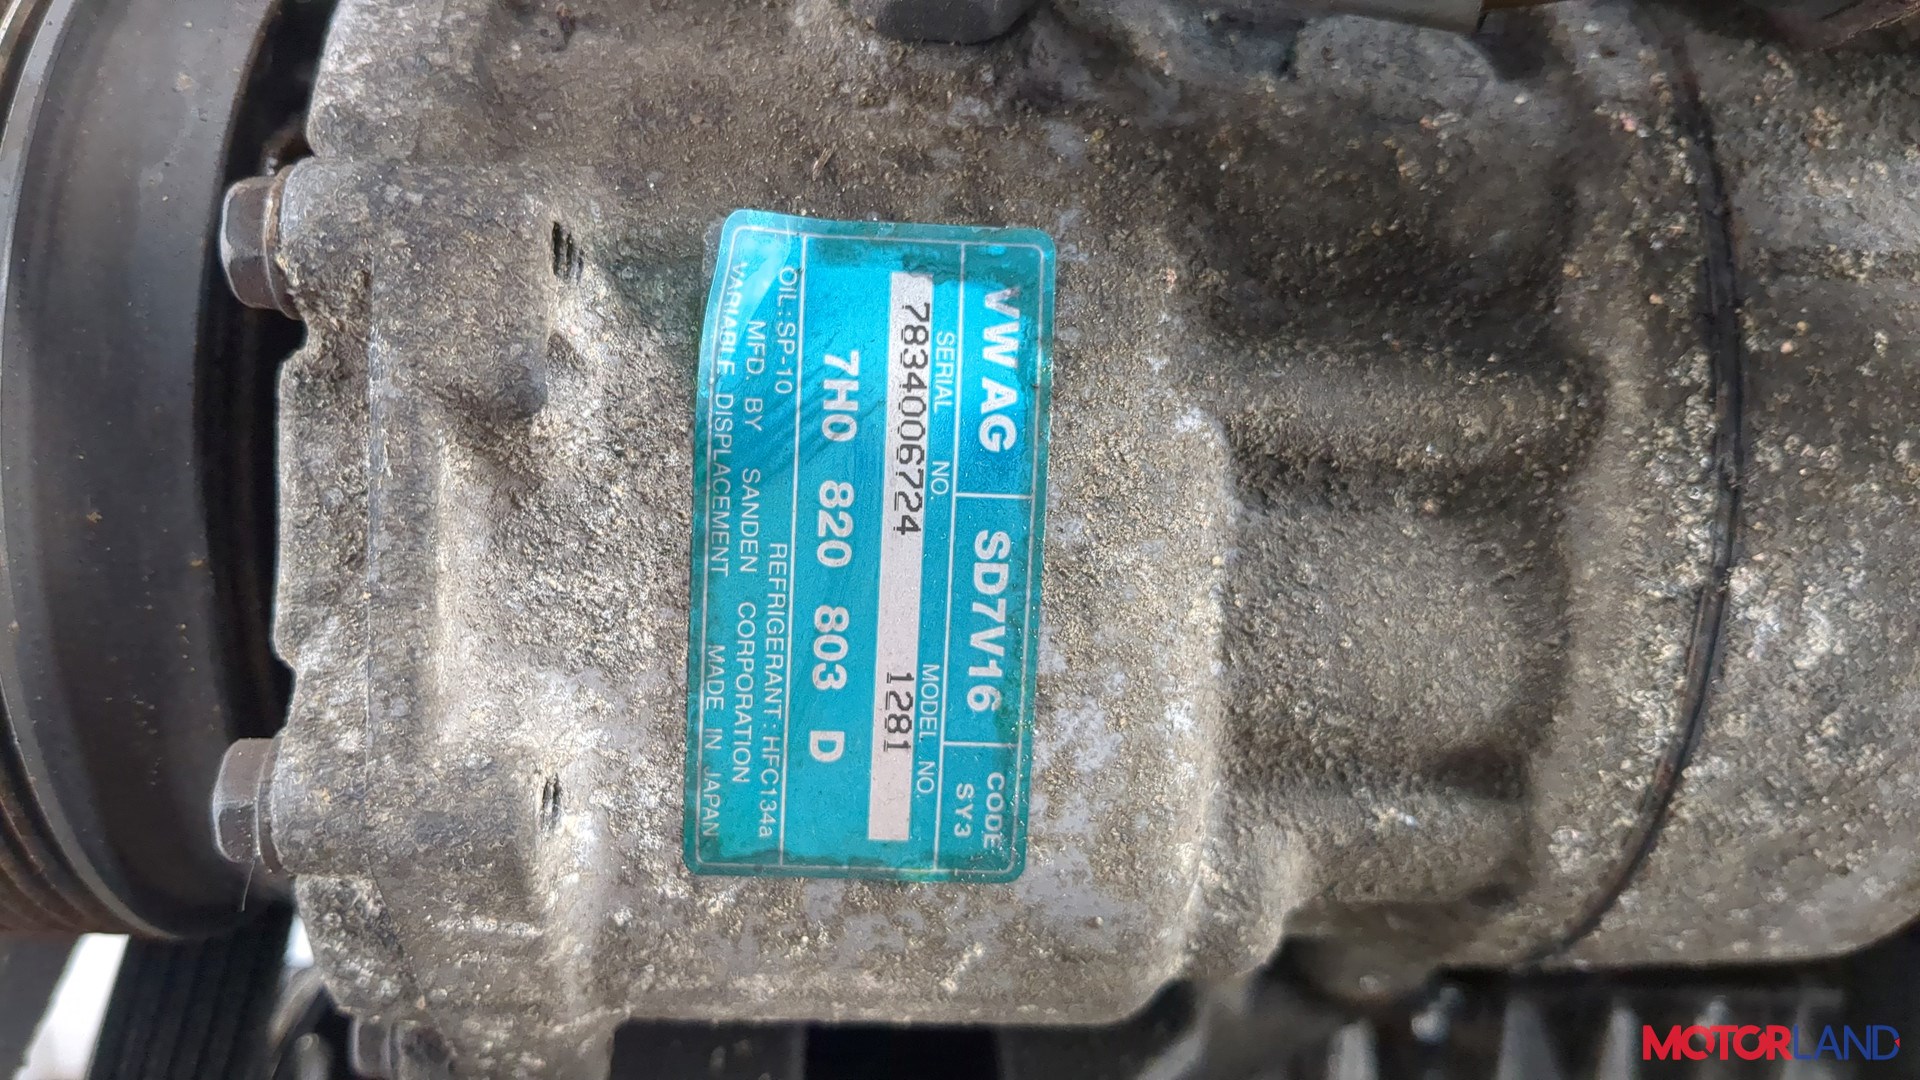 VW AG SD7V16 CODE SY3
SERIAL NO. MODEL NO.
78340006724 1281
7H0 820 803 D
OIL:SP-10 REFRIGERANT:HFC134a
MFD. BY SANDEN CORPORATION
VARIABLE DISPLACEMENT MADE IN JAPAN
MOTORLAND